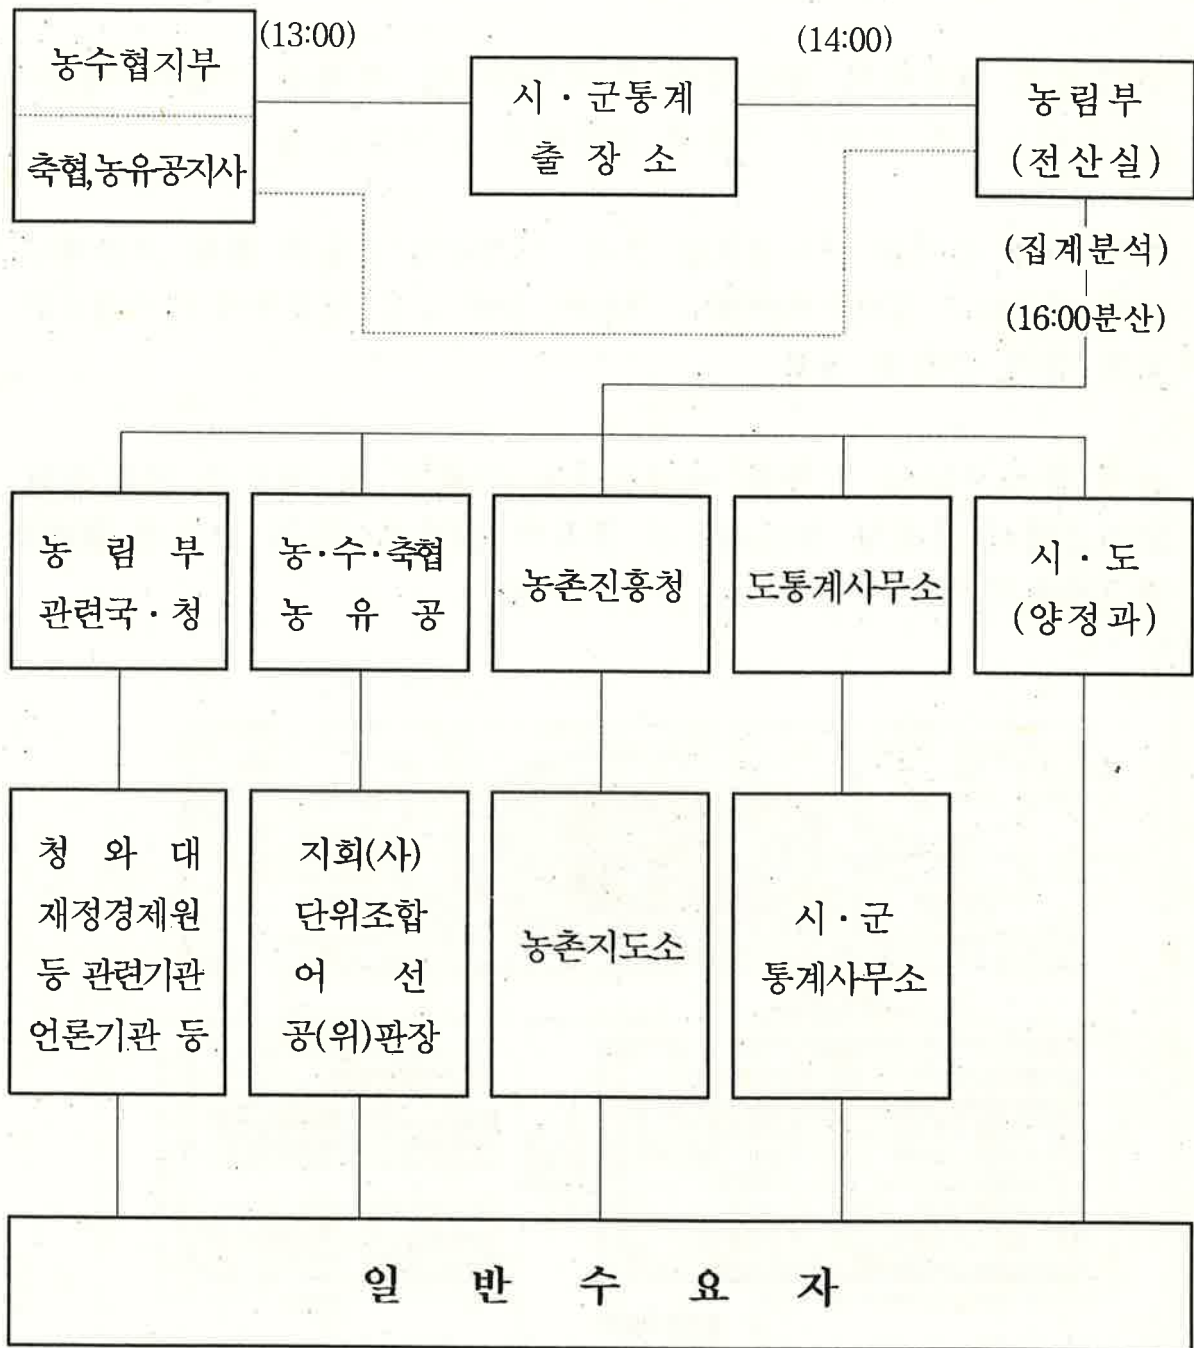 농수협지부
축협,농유공지사
(13:00)
시・군통계
출장소
(14:00)
농림부
(전산실)
(집계분석)
(16:00분산)
농림부
관련국・청
농・수・축협
농유공
농촌진흥청
도통계사무소
시・도
(양정과)
청와대
재정경제원
등 관련기관
언론기관 등
지회(사)
단위조합
어선
공(위)판장
농촌지도소
시・군
통계사무소
일반수요자